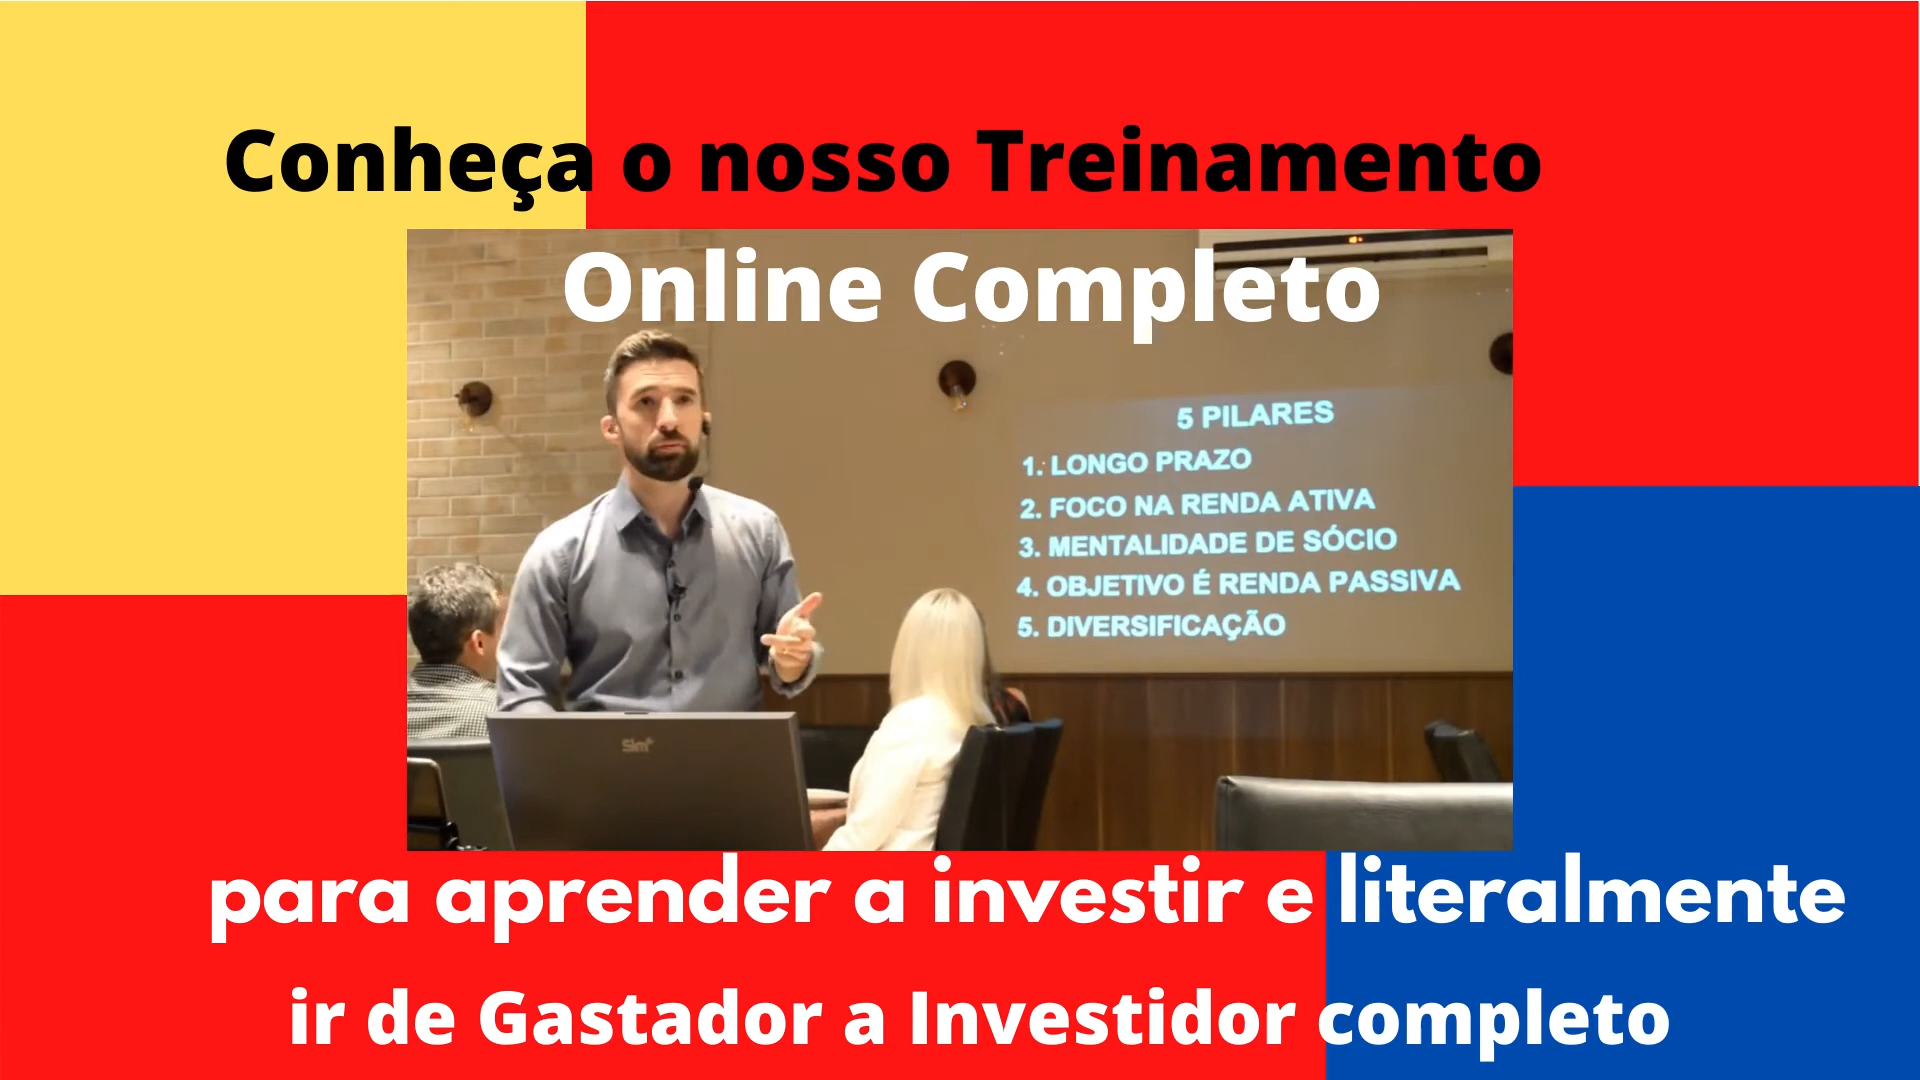 Conheça o nosso Treinamento
Online Completo
5 PILARES
1. LONGO PRAZO
2. FOCO NA RENDA ATIVA
3. MENTALIDADE DE SÓCIO
4. OBJETIVO É RENDA PASSIVA
5. DIVERSIFICAÇÃO
Sim+
para aprender a investir e literalmente
ir de Gastador a Investidor completo